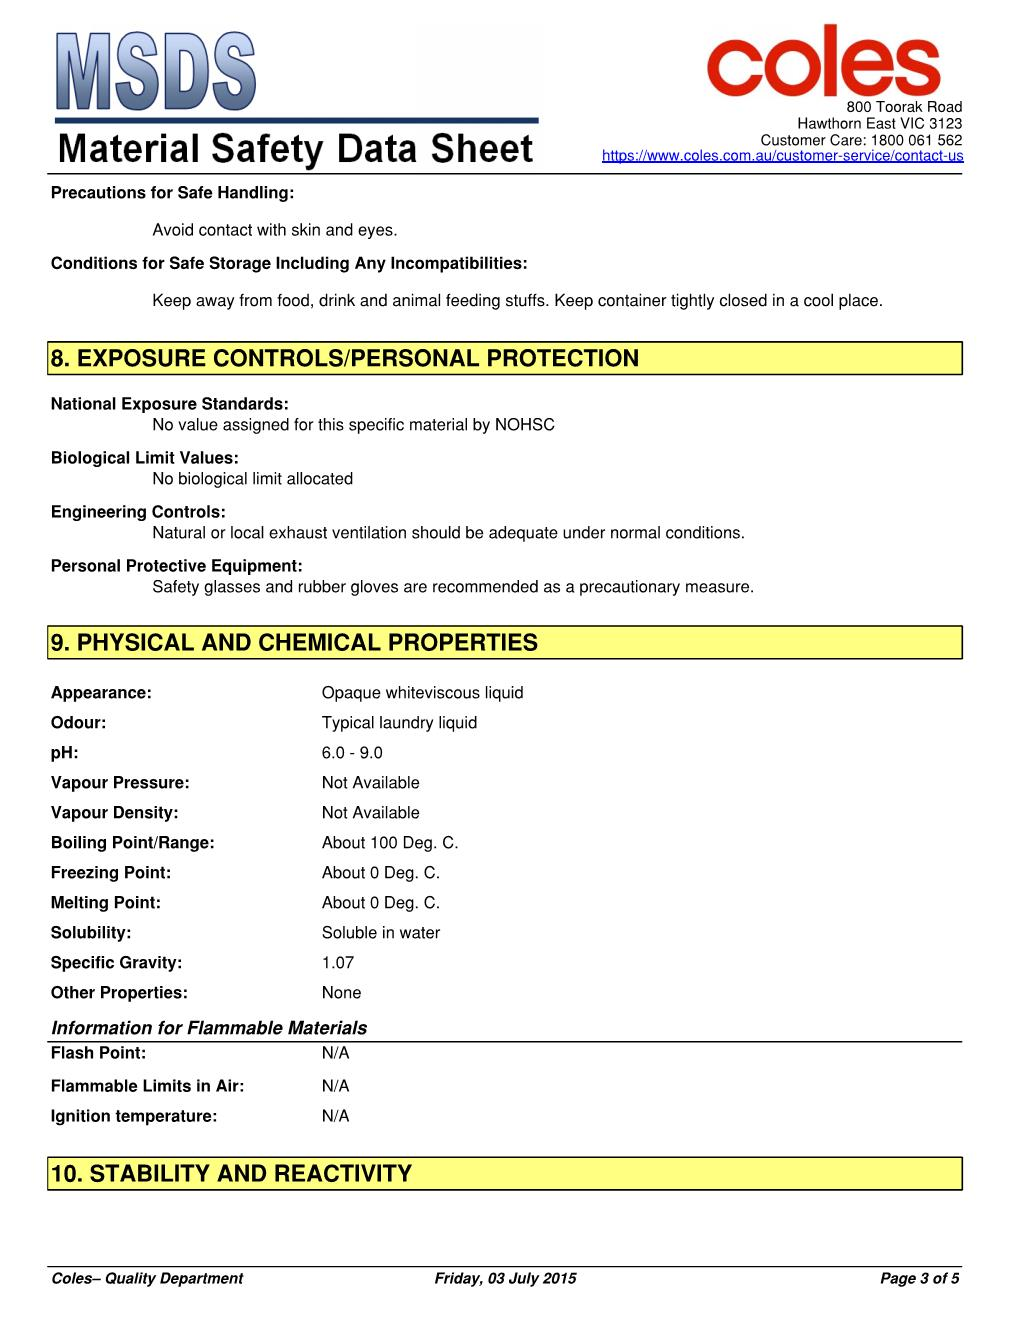 MSDS
Material Safety Data Sheet
coles
800 Toorak Road
Hawthorn East VIC 3123
Customer Care: 1800 061 562
https://www.coles.com.au/customer-service/contact-us
Precautions for Safe Handling:
Avoid contact with skin and eyes.
Conditions for Safe Storage Including Any Incompatibilities:
Keep away from food, drink and animal feeding stuffs. Keep container tightly closed in a cool place.
8. EXPOSURE CONTROLS/PERSONAL PROTECTION
National Exposure Standards:
No value assigned for this specific material by NOHSC
Biological Limit Values:
No biological limit allocated
Engineering Controls:
Natural or local exhaust ventilation should be adequate under normal conditions.
Personal Protective Equipment:
Safety glasses and rubber gloves are recommended as a precautionary measure.
9. PHYSICAL AND CHEMICAL PROPERTIES
Appearance: Opaque whiteviscous liquid
Odour: Typical laundry liquid
pH: 6.0 - 9.0
Vapour Pressure: Not Available
Vapour Density: Not Available
Boiling Point/Range: About 100 Deg. C.
Freezing Point: About 0 Deg. C.
Melting Point: About 0 Deg. C.
Solubility: Soluble in water
Specific Gravity: 1.07
Other Properties: None
Information for Flammable Materials
Flash Point: N/A
Flammable Limits in Air: N/A
Ignition temperature: N/A
10. STABILITY AND REACTIVITY
Coles– Quality Department Friday, 03 July 2015 Page 3 of 5